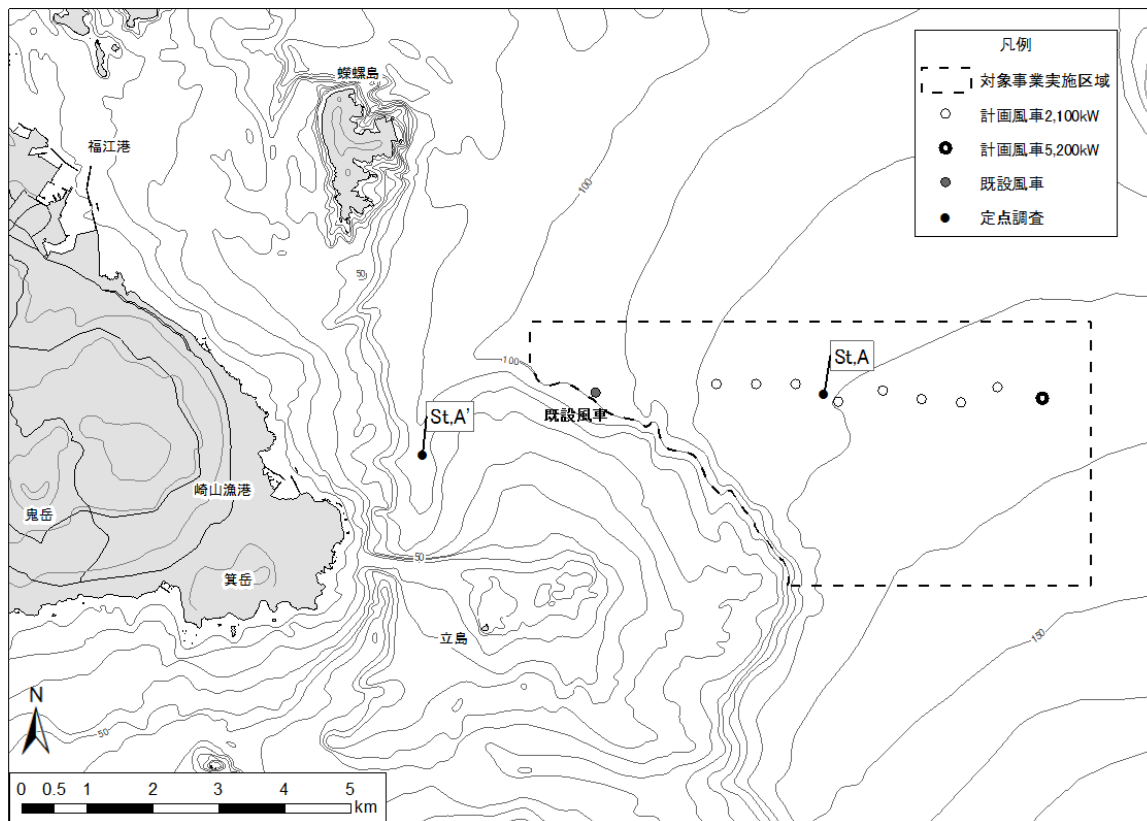 蠑螺島
福江港
凡例
対象事業実施区域
計画風車2,100kW
計画風車5,200kW
既設風車
定点調査
100
50
100
既設風車
St,A
St,A'
崎山漁港
鬼岳
箕岳
50
立島
150
50
N
0 0.5 1 2 3 4 5
km